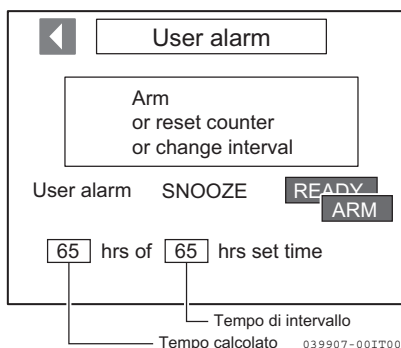 User alarm
Arm
or reset counter
or change interval
User alarm SNOOZE READY
ARM
65 hrs of 65 hrs set time
Tempo di intervallo
Tempo calcolato 039907-00IT00